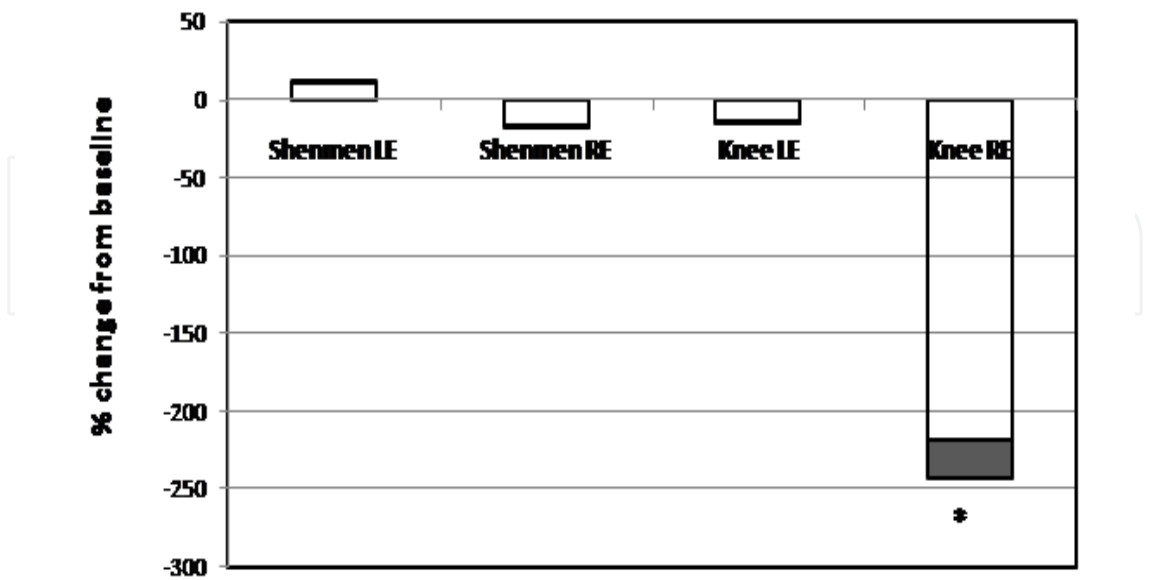 50
0
Shenmen LE
Shenmen RE
Knee LE
Knee RE
-50
-100
-150
-200
-250
*
-300
% change from baseline